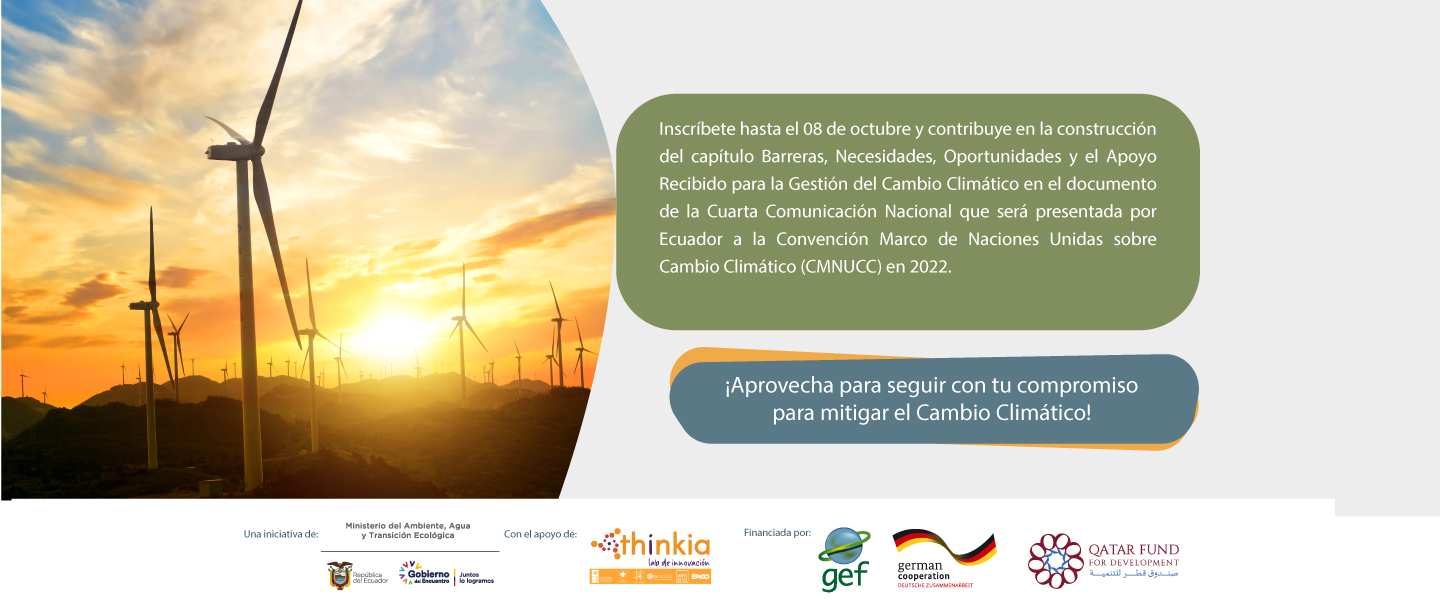 Inscríbete hasta el 08 de octubre y contribuye en la construcción
del capítulo Barreras, Necesidades, Oportunidades y el Apoyo
Recibido para la Gestión del Cambio Climático en el documento
de la Cuarta Comunicación Nacional que será presentada por
Ecuador a la Convención Marco de Naciones Unidas sobre
Cambio Climático (CMNUCC) en 2022.
¡Aprovecha para seguir con tu compromiso
para mitigar el Cambio Climático!
Una iniciativa de:
Ministerio del Ambiente, Agua
y Transición Ecológica
República
del Ecuador
Gobierno
del Encuentro
Juntos
lo logramos
Con el apoyo de:
thinkia
lab de innovación
Financiada por:
gef
german
cooperation
DEUTSCHE ZUSAMMENARBEIT
QATAR FUND
FOR DEVELOPMENT
صندوق قطر للتنمية